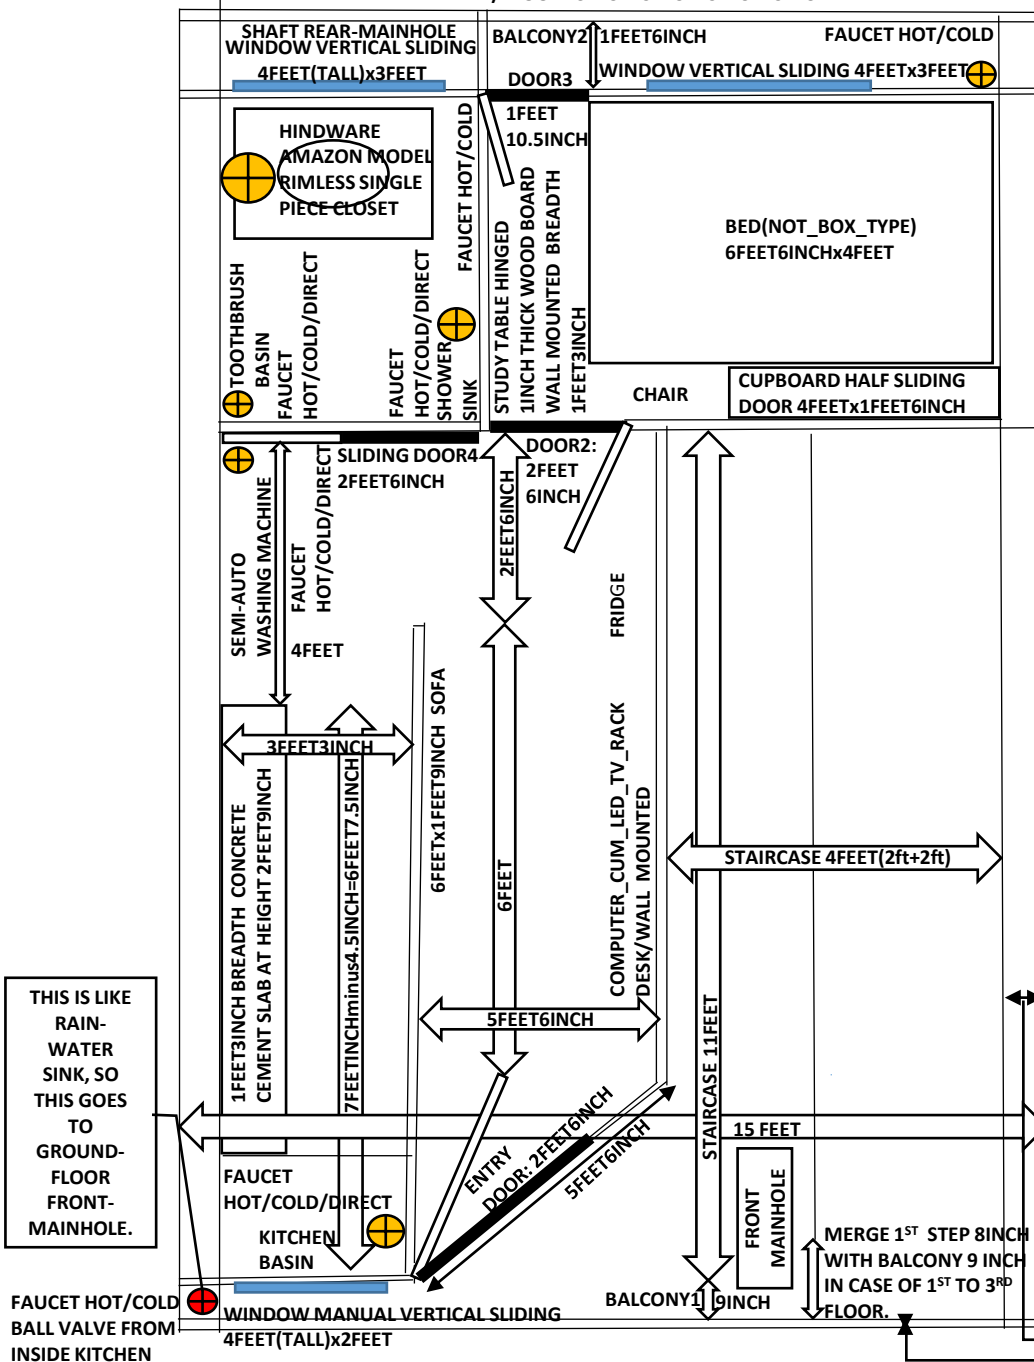 SHAFT REAR-MAINHOLE
WINDOW VERTICAL SLIDING
4FEET(TALL)x3FEET
BALCONY2
1FEET6INCH
FAUCET HOT/COLD
WINDOW VERTICAL SLIDING 4FEETx3FEET
DOOR3
1FEET
10.5INCH
HINDWARE
AMAZON MODEL
RIMLESS SINGLE
PIECE CLOSET
FAUCET HOT/COLD
STUDY TABLE HINGED
1INCH THICK WOOD BOARD
WALL MOUNTED BREADTH
1FEET3INCH
BED(NOT_BOX_TYPE)
6FEET6INCHx4FEET
TOOTHBRUSH
BASIN
FAUCET
HOT/COLD/DIRECT
FAUCET
HOT/COLD/DIRECT
SHOWER
SINK
CHAIR
CUPBOARD HALF SLIDING
DOOR 4FEETx1FEET6INCH
SLIDING DOOR4
2FEET6INCH
DOOR2:
2FEET
6INCH
2FEET6INCH
SEMI-AUTO
WASHING MACHINE
FAUCET
HOT/COLD/DIRECT
4FEET
FRIDGE
3FEET3INCH
1FEET3INCH BREADTH CONCRETE
CEMENT SLAB AT HEIGHT 2FEET9INCH
7FEETINCHminus4.5INCH=6FEET7.5INCH
6FEETx1FEET9INCH SOFA
6FEET
COMPUTER_CUM_LED_TV_RACK
DESK/WALL MOUNTED
STAIRCASE 4FEET(2ft+2ft)
5FEET6INCH
STAIRCASE 11FEET
15 FEET
THIS IS LIKE
RAIN-
WATER
SINK, SO
THIS GOES
TO
GROUND-
FLOOR
FRONT-
MAINHOLE.
ENTRY
DOOR: 2FEET6INCH
5FEET6INCH
FAUCET
HOT/COLD/DIRECT
KITCHEN
BASIN
FRONT
MAINHOLE
MERGE 1ST STEP 8INCH
WITH BALCONY 9 INCH
IN CASE OF 1ST TO 3RD
FLOOR.
BALCONY1
9INCH
FAUCET HOT/COLD
BALL VALVE FROM
INSIDE KITCHEN
WINDOW MANUAL VERTICAL SLIDING
4FEET(TALL)x2FEET